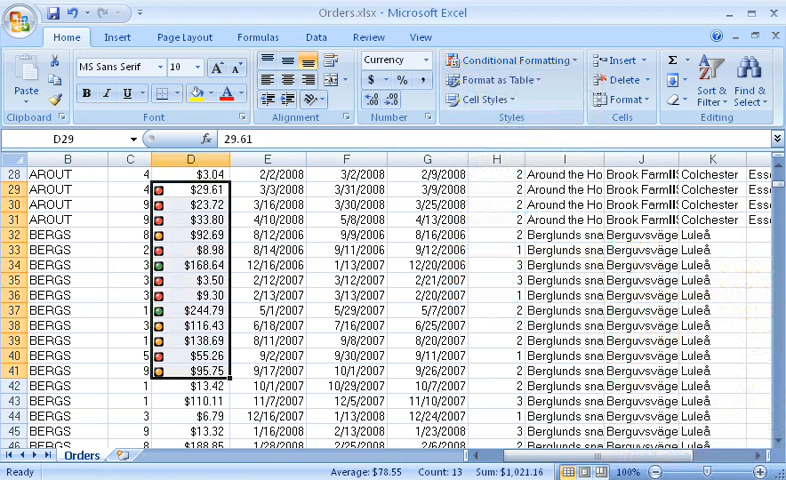 Orders.xlsx - Microsoft Excel
Home Insert Page Layout Formulas Data Review View
Paste
MS Sans Serif 10
B I U
Currency
$ % ,
Conditional Formatting
Format as Table
Cell Styles
Insert
Delete
Format
Σ
Sort & Filter
Find & Select
Clipboard Font Alignment Number Styles Cells Editing
D29 fx 29.61
B C D E F G H I J K
28 AROUT 4 $3.04 2/2/2008 3/2/2008 2/9/2008 2 Around the Ho Brook Farm Colchester Esse
29 AROUT 4 $29.61 3/3/2008 3/31/2008 3/9/2008 2 Around the Ho Brook Farm Colchester Esse
30 AROUT 9 $23.72 3/16/2008 3/30/2008 3/25/2008 2 Around the Ho Brook Farm Colchester Esse
31 AROUT 9 $33.80 4/10/2008 5/8/2008 4/13/2008 2 Around the Ho Brook Farm Colchester Esse
32 BERGS 8 $92.69 8/12/2006 9/9/2006 8/16/2006 2 Berglunds sna Berguvsväge Luleå
33 BERGS 2 $8.98 8/14/2006 9/11/2006 9/12/2006 1 Berglunds sna Berguvsväge Luleå
34 BERGS 3 $168.64 12/16/2006 1/13/2007 12/20/2006 3 Berglunds sna Berguvsväge Luleå
35 BERGS 3 $3.50 2/12/2007 3/12/2007 2/21/2007 3 Berglunds sna Berguvsväge Luleå
36 BERGS 3 $9.30 2/13/2007 3/13/2007 2/20/2007 1 Berglunds sna Berguvsväge Luleå
37 BERGS 1 $244.79 5/1/2007 5/29/2007 5/7/2007 2 Berglunds sna Berguvsväge Luleå
38 BERGS 3 $116.43 6/18/2007 7/16/2007 6/25/2007 2 Berglunds sna Berguvsväge Luleå
39 BERGS 1 $138.69 8/11/2007 9/8/2007 8/20/2007 2 Berglunds sna Berguvsväge Luleå
40 BERGS 5 $55.26 9/2/2007 9/30/2007 9/11/2007 1 Berglunds sna Berguvsväge Luleå
41 BERGS 9 $95.75 9/17/2007 10/1/2007 9/26/2007 2 Berglunds sna Berguvsväge Luleå
42 BERGS 1 $13.42 10/1/2007 10/29/2007 10/7/2007 2 Berglunds sna Berguvsväge Luleå
43 BERGS 1 $110.11 11/7/2007 12/5/2007 11/10/2007 3 Berglunds sna Berguvsväge Luleå
44 BERGS 3 $6.79 12/16/2007 1/13/2008 12/24/2007 1 Berglunds sna Berguvsväge Luleå
45 BERGS 9 $13.32 1/16/2008 2/13/2008 1/23/2008 3 Berglunds sna Berguvsväge Luleå
46 BERGS 8 $188.85 1/28/2008 2/25/2008 2/6/2008 2 Berglunds sna Berguvsväge Luleå
Orders
Ready Average: $78.55 Count: 13 Sum: $1,021.16 100%